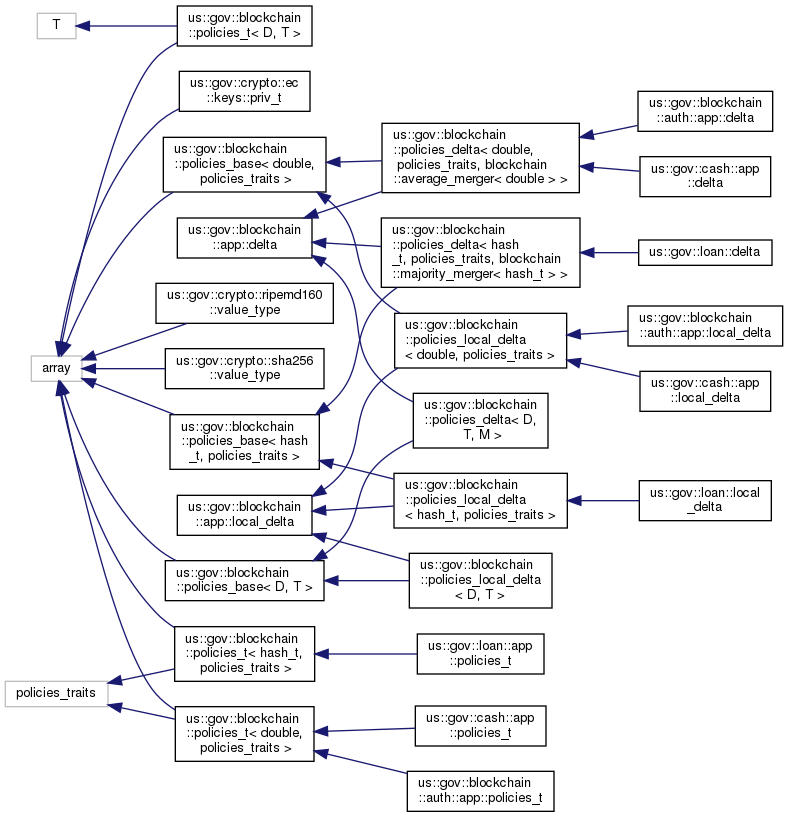 T
us::gov::blockchain
::policies_t< D, T >
us::gov::crypto::ec
::keys::priv_t
us::gov::blockchain
::policies_base< double,
policies_traits >
us::gov::blockchain
::app::delta
us::gov::crypto::ripemd160
::value_type
array
us::gov::crypto::sha256
::value_type
us::gov::blockchain
::policies_base< hash
_t, policies_traits >
us::gov::blockchain
::app::local_delta
us::gov::blockchain
::policies_base< D, T >
us::gov::blockchain
::policies_t< hash_t,
policies_traits >
policies_traits
us::gov::blockchain
::policies_t< double,
policies_traits >
us::gov::blockchain
::policies_delta< double,
policies_traits, blockchain
::average_merger< double > >
us::gov::blockchain
::policies_delta< hash
_t, policies_traits, blockchain
::majority_merger< hash_t > >
us::gov::blockchain
::policies_local_delta
< double, policies_traits >
us::gov::blockchain
::policies_delta< D,
T, M >
us::gov::blockchain
::policies_local_delta
< hash_t, policies_traits >
us::gov::blockchain
::policies_local_delta
< D, T >
us::gov::loan::app
::policies_t
us::gov::cash::app
::policies_t
us::gov::blockchain
::auth::app::policies_t
us::gov::blockchain
::auth::app::delta
us::gov::cash::app
::delta
us::gov::loan::delta
us::gov::blockchain
::auth::app::local_delta
us::gov::cash::app
::local_delta
us::gov::loan::local
_delta